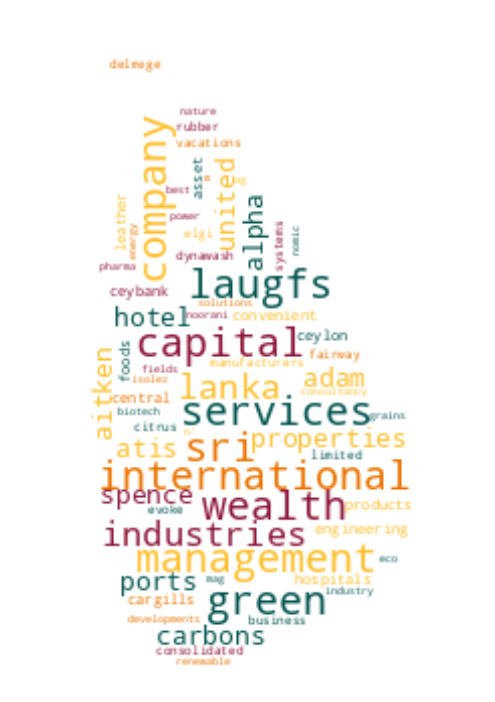 delmege
nature
rubber
vacations
company
asset
united
best
alpha
leather
power
energy
elgi
systems
nomic
dynawash
pharma
laugfs
ceybank
solutions
hotel
noorani
convenient
capital
ceylon
foods
fairway
manufacturers
fields
aitken
isolez
lanka
adam
consultancy
central
services
biotech
grains
citrus
sri
properties
atis
limited
international
spence
wealth
products
evoke
industries
engineering
management
eco
ports
mag
hospitals
industry
cargills
green
developments
business
carbons
consolidated
renewable